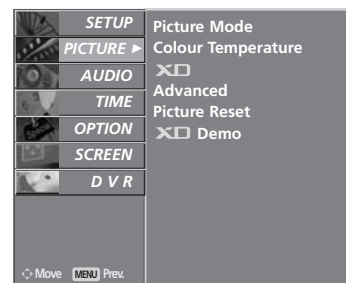 SETUP
PICTURE ►
AUDIO
TIME
OPTION
SCREEN
D V R
Move MENU Prev.
Picture Mode
Colour Temperature
XD
Advanced
Picture Reset
XD Demo